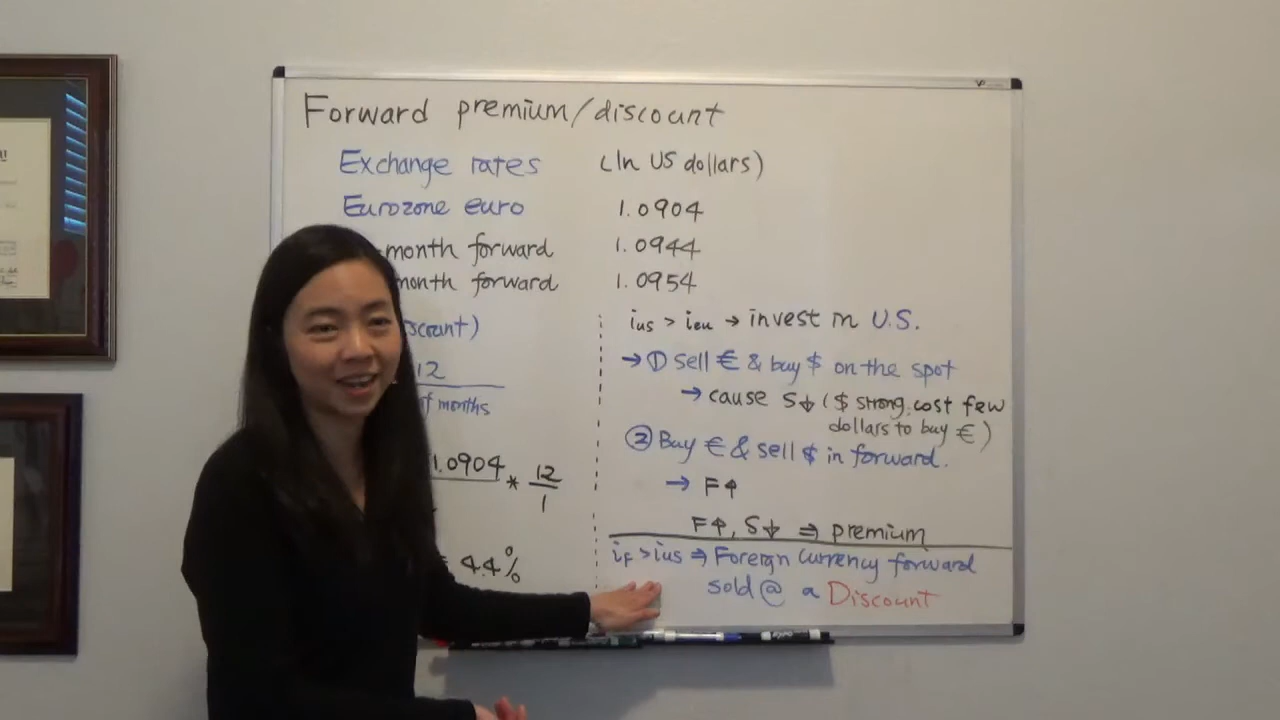 Forward premium/discount
Exchange rates (In US dollars)
Eurozone euro 1.0904
-month forward 1.0944
month forward 1.0954
scount)
12
of months
1.0904 * 12
1
4.4%
ius > ieu → invest in U.S.
→ ① sell € & buy $ on the spot
→ cause S↓ ($ strong, cost few
dollars to buy €)
② Buy € & sell $ in forward.
→ F↑
F↑, S↓ ⇒ premium
iF > ius ⇒ Foreign currency forward
sold @ a Discount